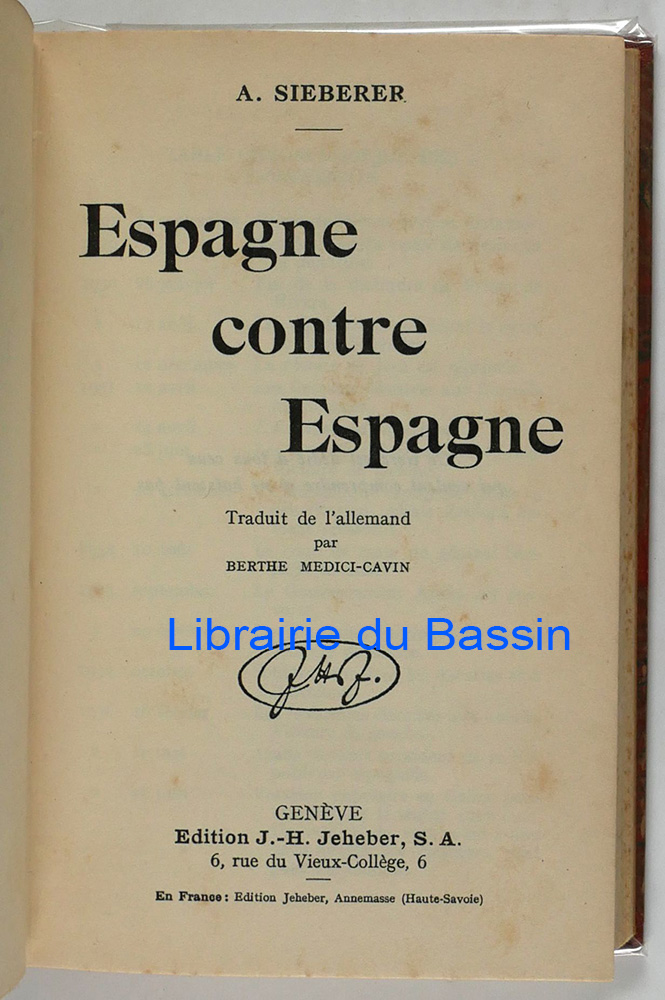 A. SIEBERER
Espagne
contre
Espagne
Traduit de l'allemand
par
BERTHE MEDICI-CAVIN
Librairie du Bassin
J H J.
GENÈVE
Edition J.-H. Jeheber, S. A.
6, rue du Vieux-Collège, 6
En France: Edition Jeheber, Annemasse (Haute-Savoie)